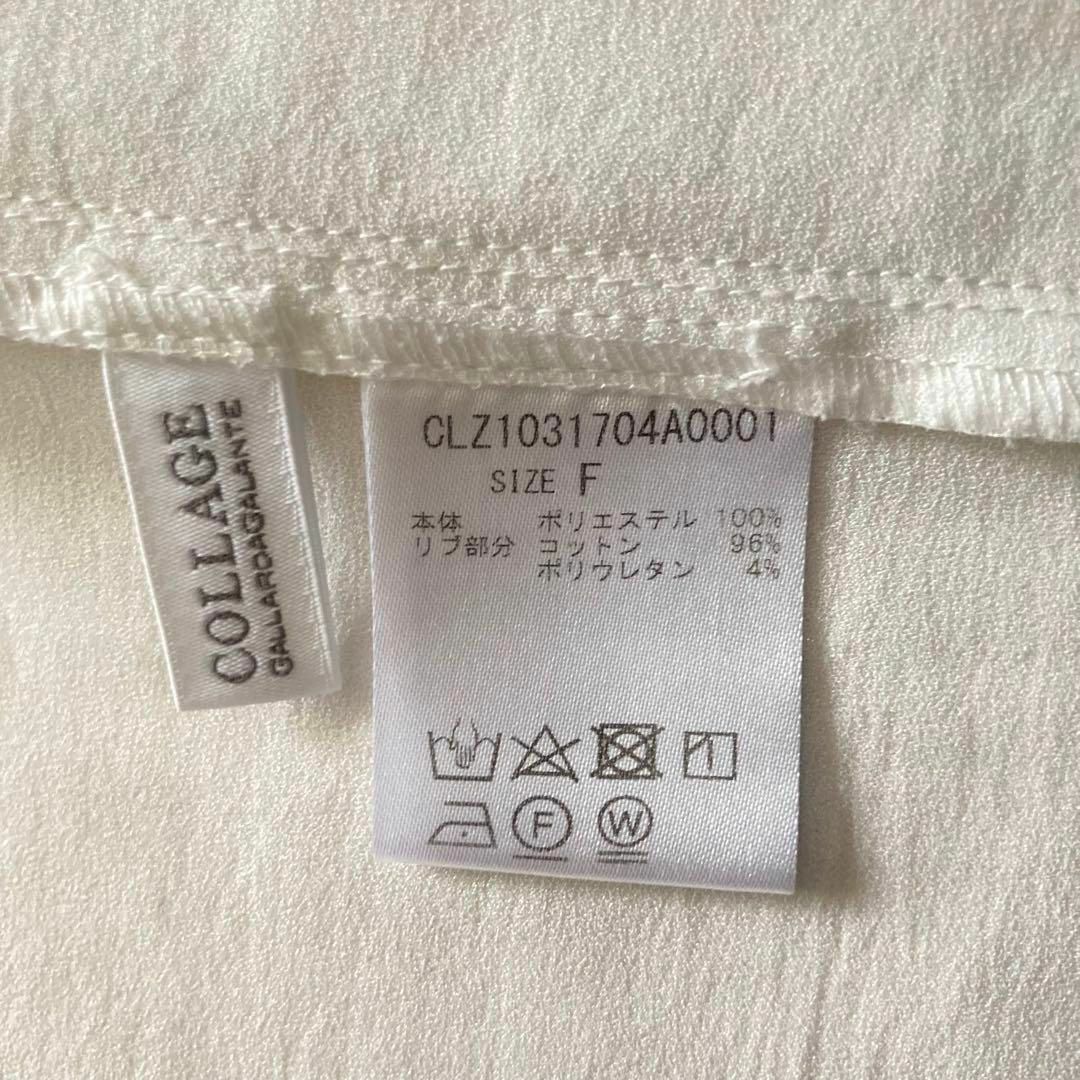 COLLAGE
GALLARDAGALANTE
CLZ1031704A0001
SIZE F
本体 ポリエステル 100%
リブ部分 コットン 96%
ポリウレタン 4%
F W